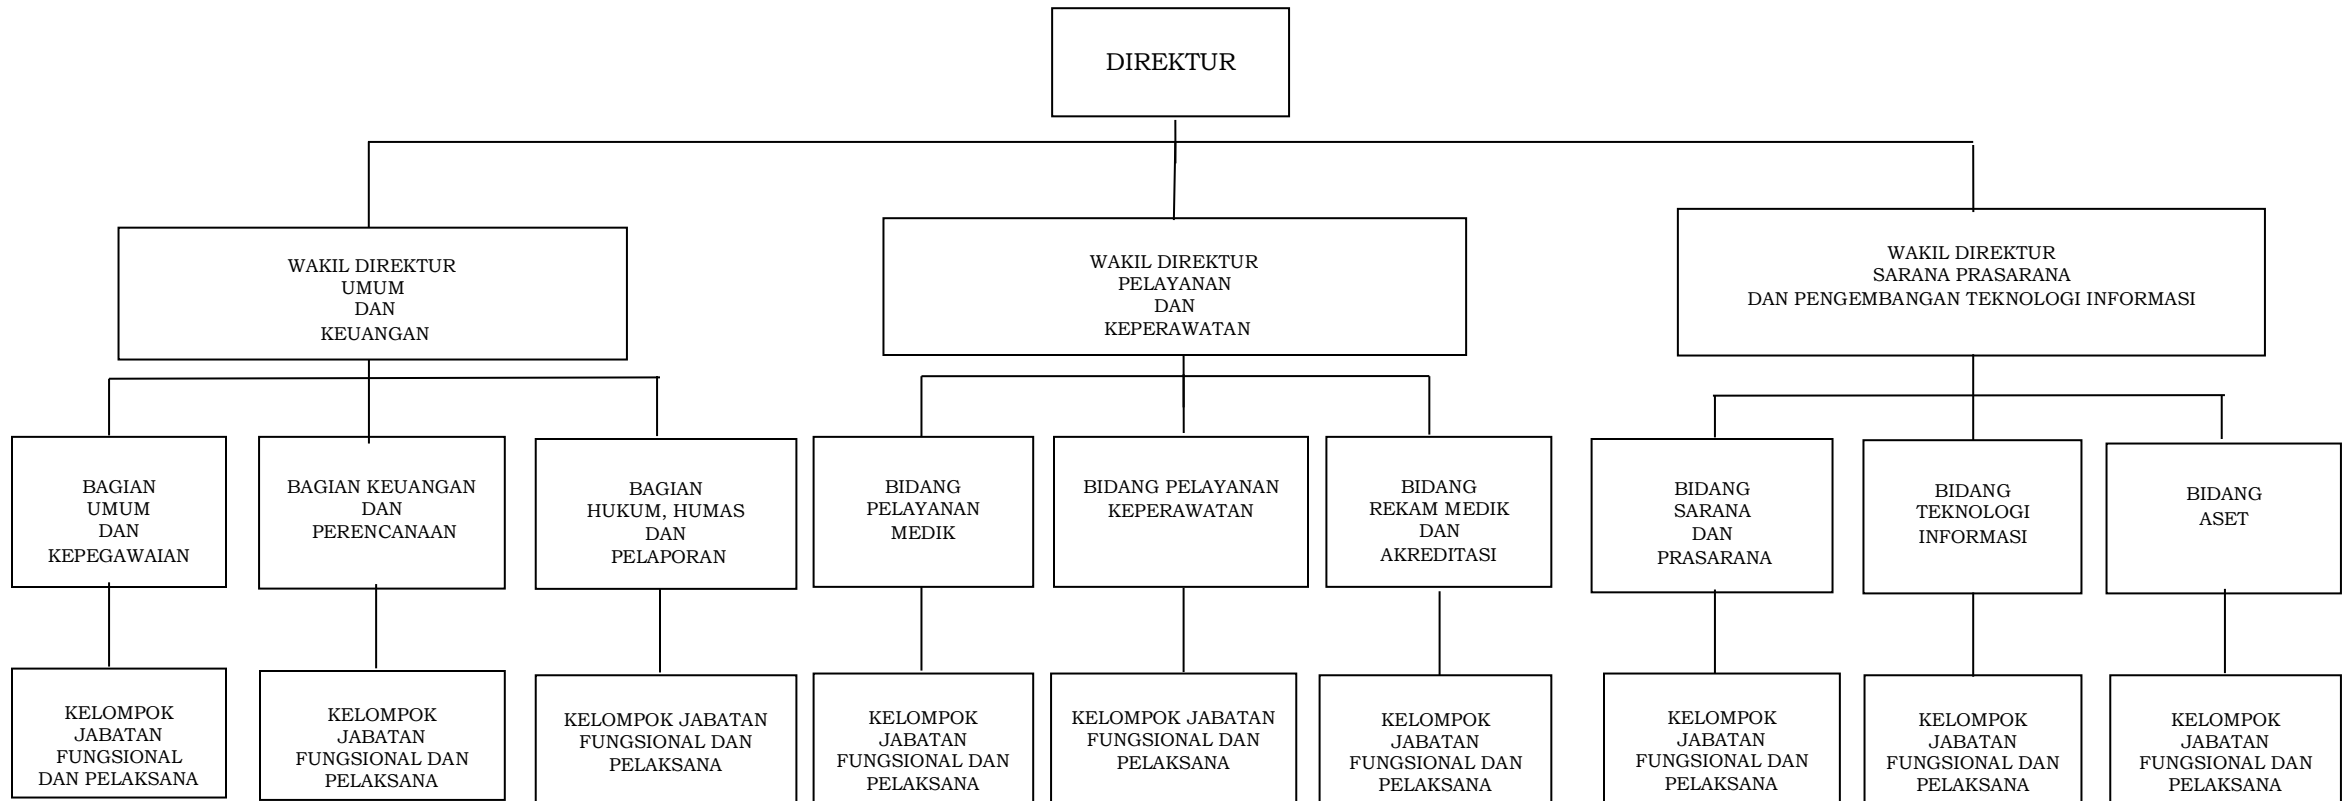 DIREKTUR
WAKIL DIREKTUR
UMUM
DAN
KEUANGAN
WAKIL DIREKTUR
PELAYANAN
DAN
KEPERAWATAN
WAKIL DIREKTUR
SARANA PRASARANA
DAN PENGEMBANGAN TEKNOLOGI INFORMASI
BAGIAN
UMUM
DAN
KEPEGAWAIAN
BAGIAN KEUANGAN
DAN
PERENCANAAN
BAGIAN
HUKUM, HUMAS
DAN
PELAPORAN
BIDANG
PELAYANAN
MEDIK
BIDANG PELAYANAN
KEPERAWATAN
BIDANG
REKAM MEDIK
DAN
AKREDITASI
BIDANG
SARANA
DAN
PRASARANA
BIDANG
TEKNOLOGI
INFORMASI
BIDANG
ASET
KELOMPOK
JABATAN
FUNGSIONAL
DAN PELAKSANA
KELOMPOK
JABATAN
FUNGSIONAL DAN
PELAKSANA
KELOMPOK JABATAN
FUNGSIONAL DAN
PELAKSANA
KELOMPOK
JABATAN
FUNGSIONAL DAN
PELAKSANA
KELOMPOK JABATAN
FUNGSIONAL DAN
PELAKSANA
KELOMPOK
JABATAN
FUNGSIONAL DAN
PELAKSANA
KELOMPOK
JABATAN
FUNGSIONAL DAN
PELAKSANA
KELOMPOK
JABATAN
FUNGSIONAL DAN
PELAKSANA
KELOMPOK
JABATAN
FUNGSIONAL DAN
PELAKSANA